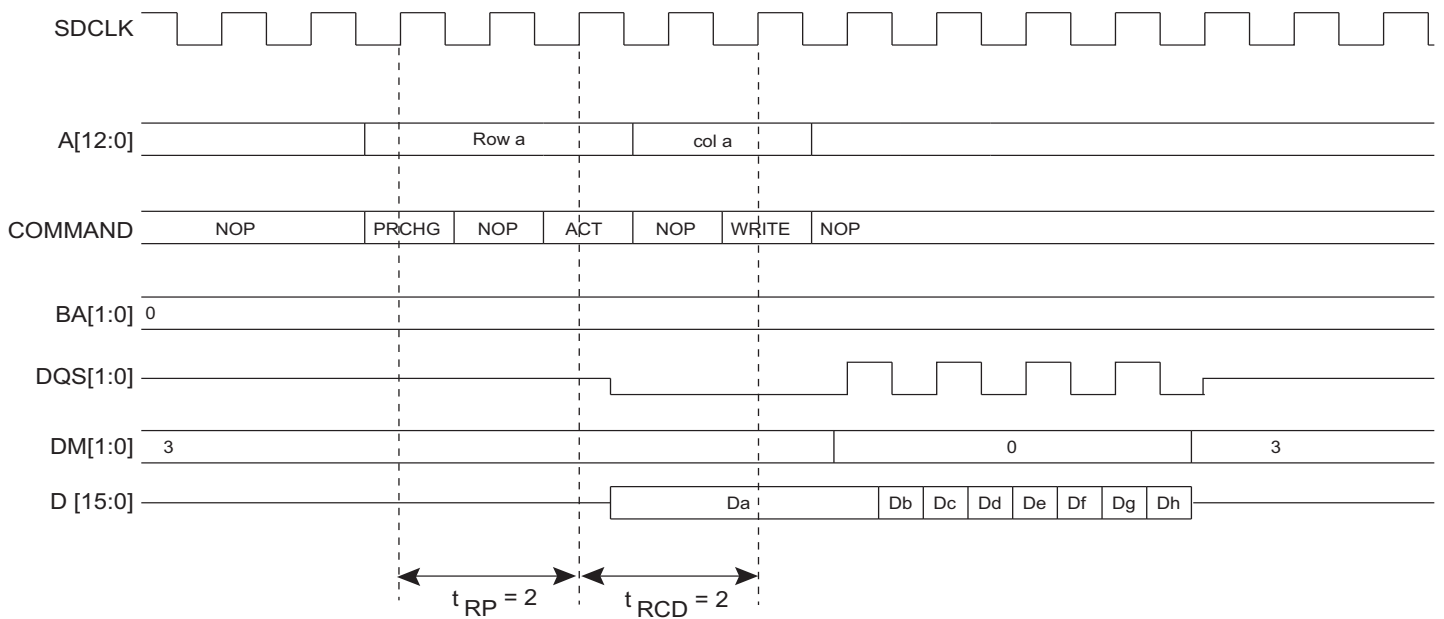 SDCLK
A[12:0] Row a col a
COMMAND NOP PRCHG NOP ACT NOP WRITE NOP
BA[1:0] 0
DQS[1:0]
DM[1:0] 3 0 3
D [15:0] Da Db Dc Dd De Df Dg Dh
t RP = 2 t RCD = 2